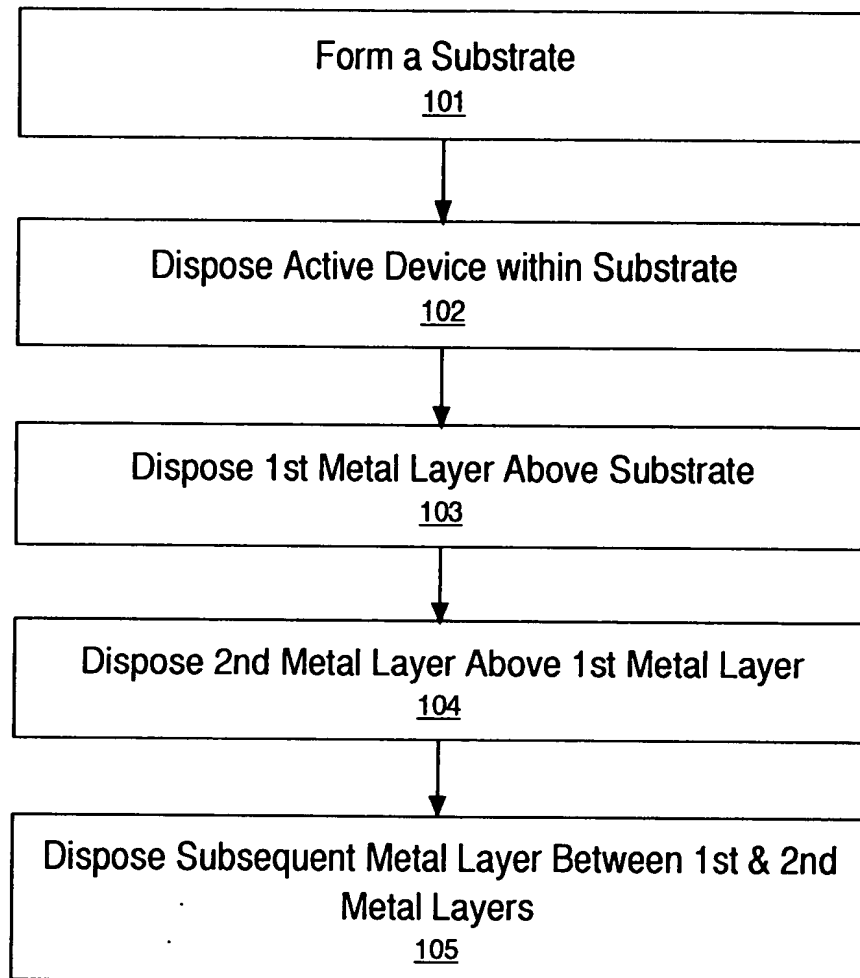 Form a Substrate
101
Dispose Active Device within Substrate
102
Dispose 1st Metal Layer Above Substrate
103
Dispose 2nd Metal Layer Above 1st Metal Layer
104
Dispose Subsequent Metal Layer Between 1st & 2nd
Metal Layers
105